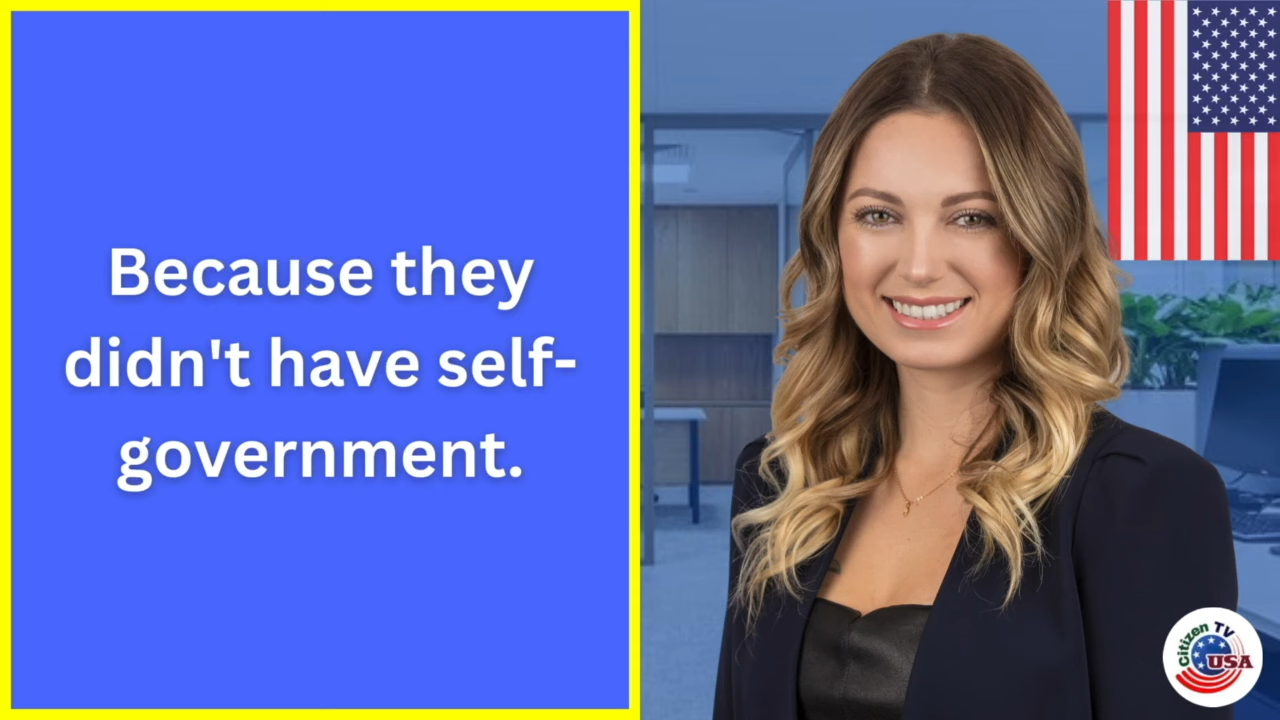 Because they
didn't have self-
government.
Citizen TV
USA